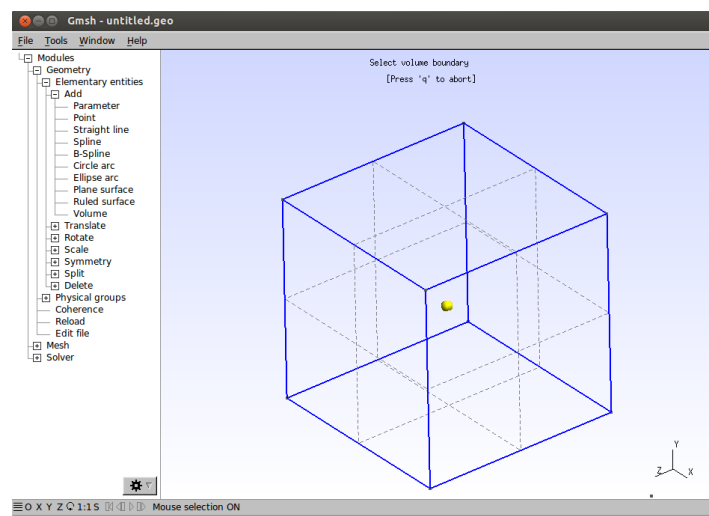 Gmsh - untitled.geo
File Tools Window Help
Modules
Geometry
Elementary entities
Add
Parameter
Point
Straight line
Spline
B-Spline
Circle arc
Ellipse arc
Plane surface
Ruled surface
Volume
Translate
Rotate
Scale
Symmetry
Split
Delete
Physical groups
Coherence
Reload
Edit file
Mesh
Solver
Select volume boundary
[Press 'q' to abort]
Y
Z X
O X Y Z 1:1 S Mouse selection ON